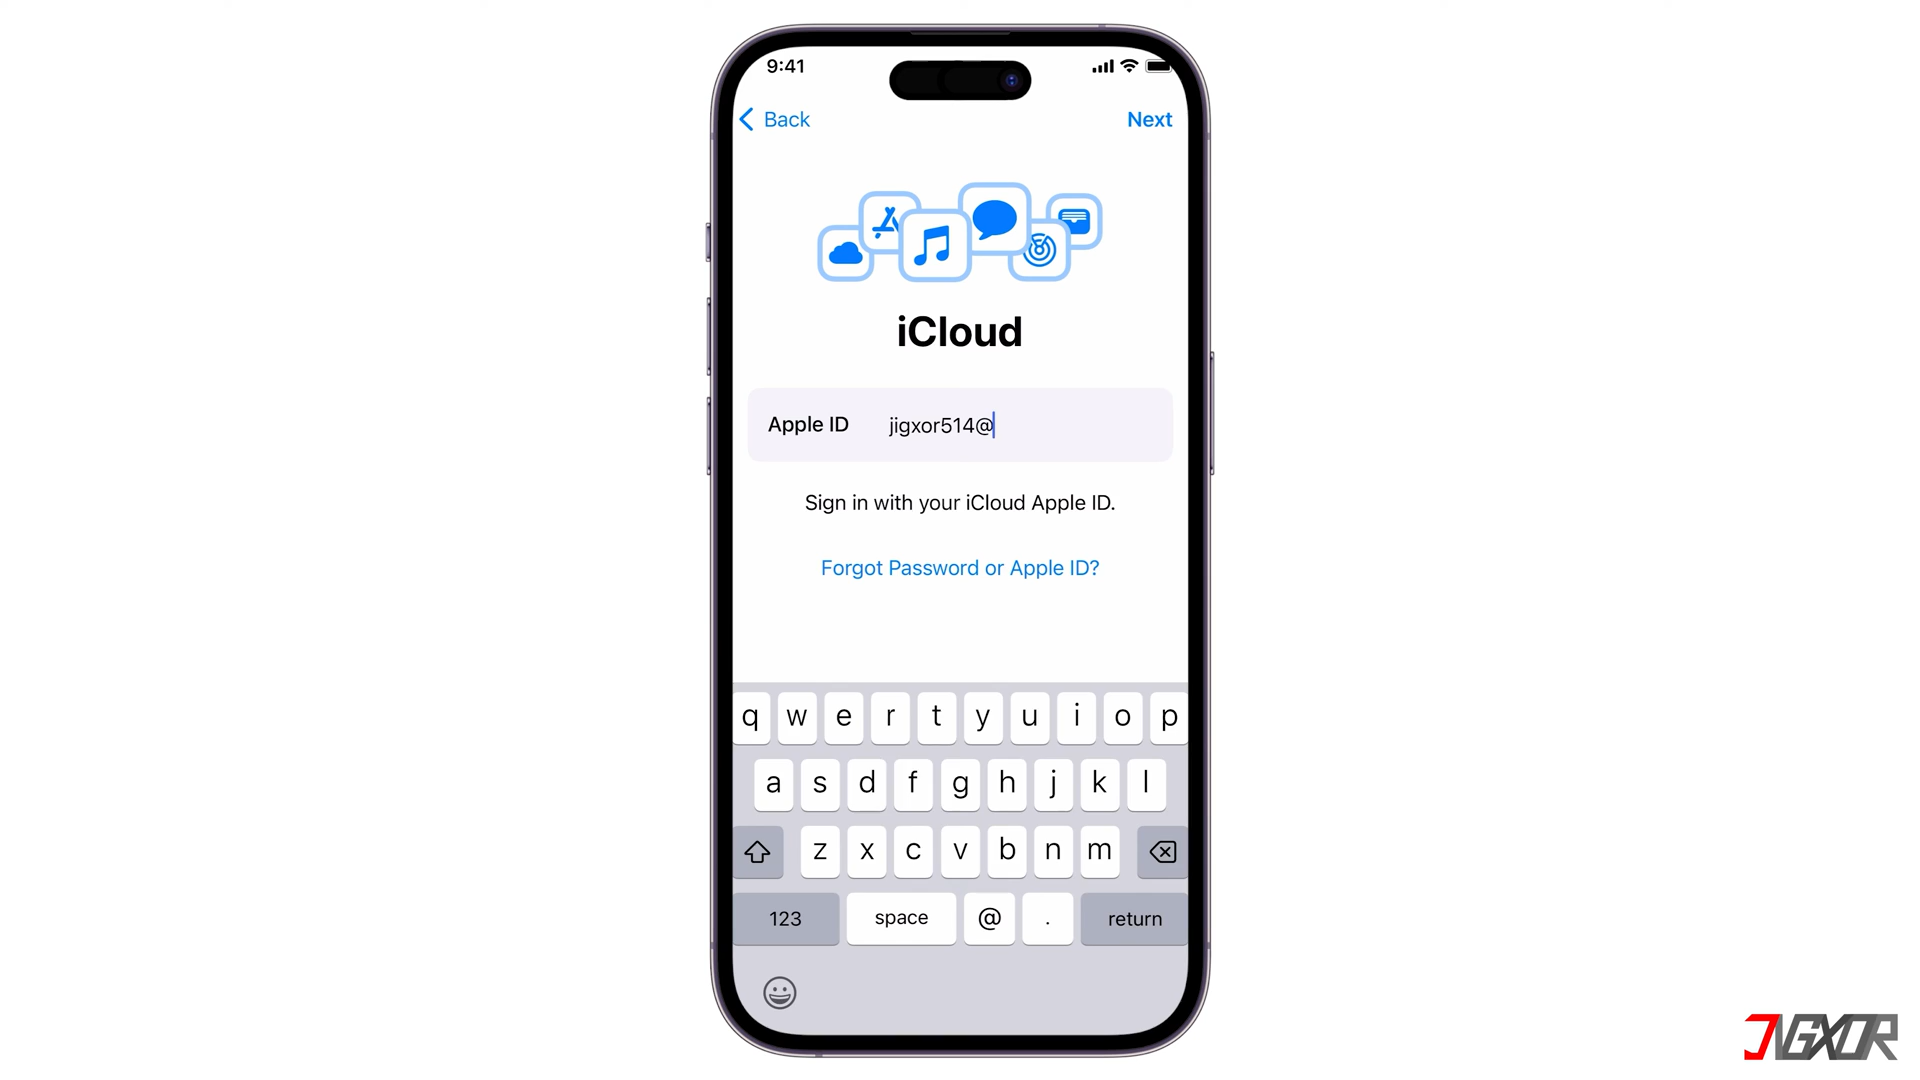 9:41
Back
Next
iCloud
Apple ID jigxor514@
Sign in with your iCloud Apple ID.
Forgot Password or Apple ID?
q w e r t y u i o p
a s d f g h j k l
z x c v b n m
123 space @ . return
JIGXOR